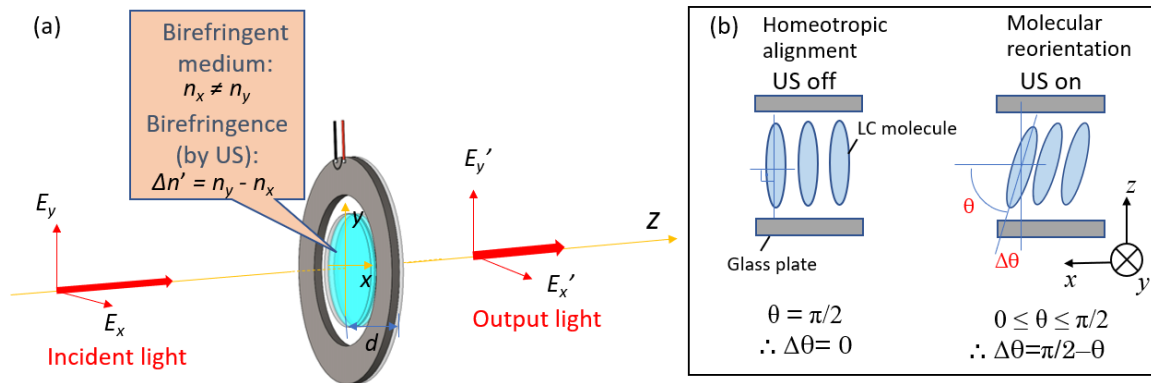 (a)
Birefringent
medium:
n_x ≠ n_y
Birefringence
(by US):
Δn' = n_y - n_x
E_y
E_x
Incident light
y
x
d
E_y'
E_x'
Output light
Z
(b)
Homeotropic
alignment
US off
LC molecule
Glass plate
θ = π/2
∴ Δθ= 0
Molecular
reorientation
US on
θ
Δθ
z
x
y
0 ≤ θ ≤ π/2
∴ Δθ=π/2–θ